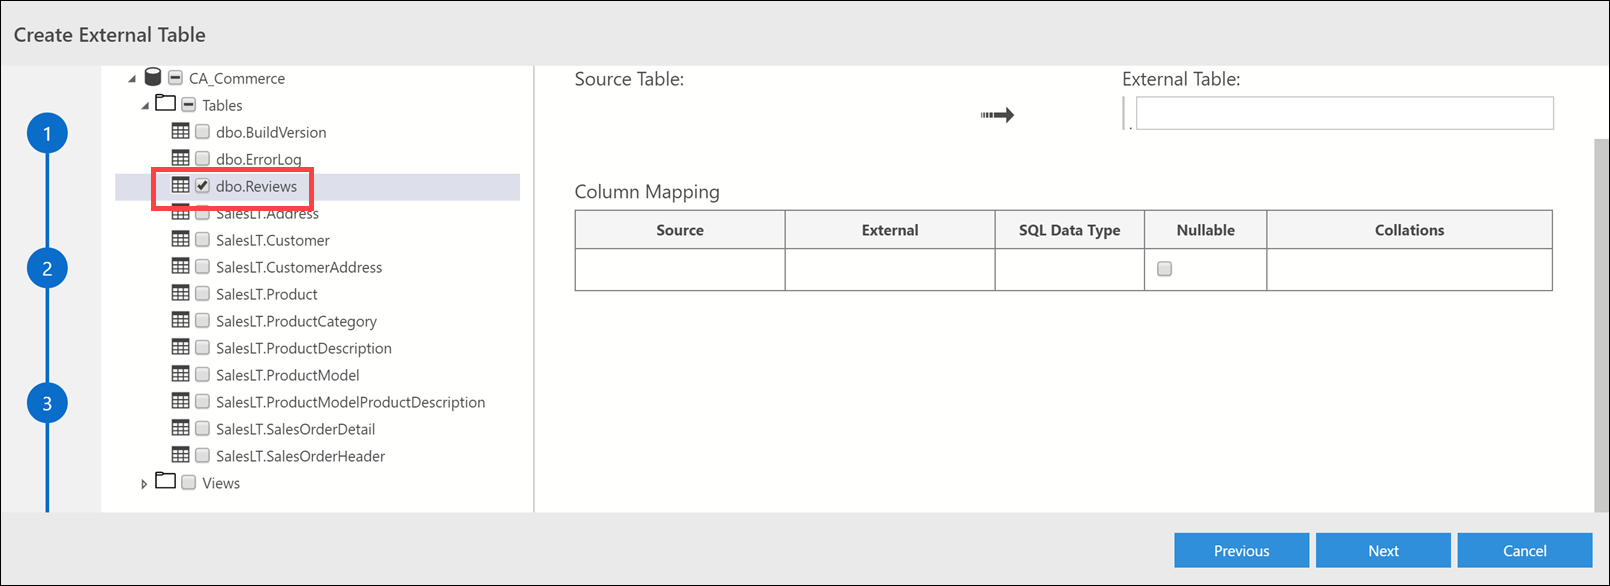 Create External Table
1
2
3
CA_Commerce
Tables
dbo.BuildVersion
dbo.ErrorLog
dbo.Reviews
SalesLT.Address
SalesLT.Customer
SalesLT.CustomerAddress
SalesLT.Product
SalesLT.ProductCategory
SalesLT.ProductDescription
SalesLT.ProductModel
SalesLT.ProductModelProductDescription
SalesLT.SalesOrderDetail
SalesLT.SalesOrderHeader
Views
Source Table:
External Table:
.
Column Mapping
Source External SQL Data Type Nullable Collations
Previous Next Cancel